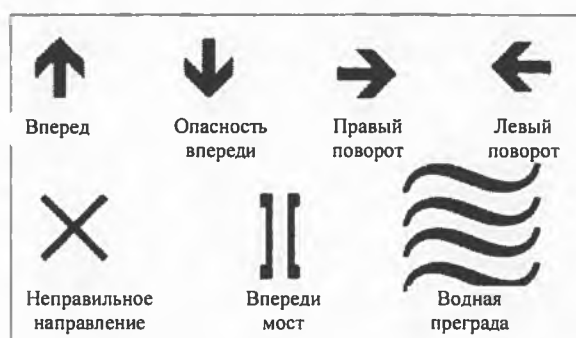 Вперед
Опасность
впереди
Правый
поворот
Левый
поворот
Неправильное
направление
Впереди
мост
Водная
преграда